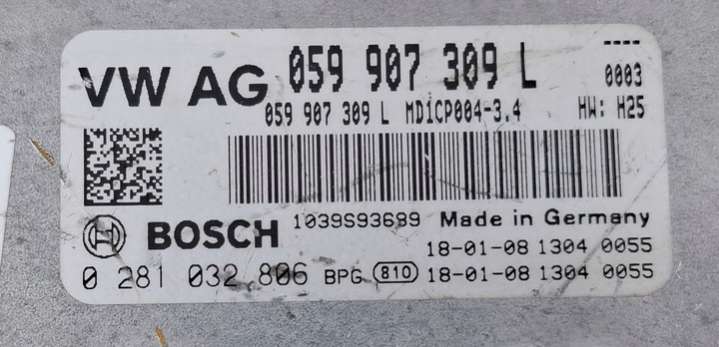 ----
VW AG 059 907 309 L 0003
059 907 309 L MD1CP004-3.4 HW: H25
BOSCH 1039S93689 Made in Germany
18-01-08 1304 0055
0 281 032 806 BPG 810 18-01-08 1304 0055